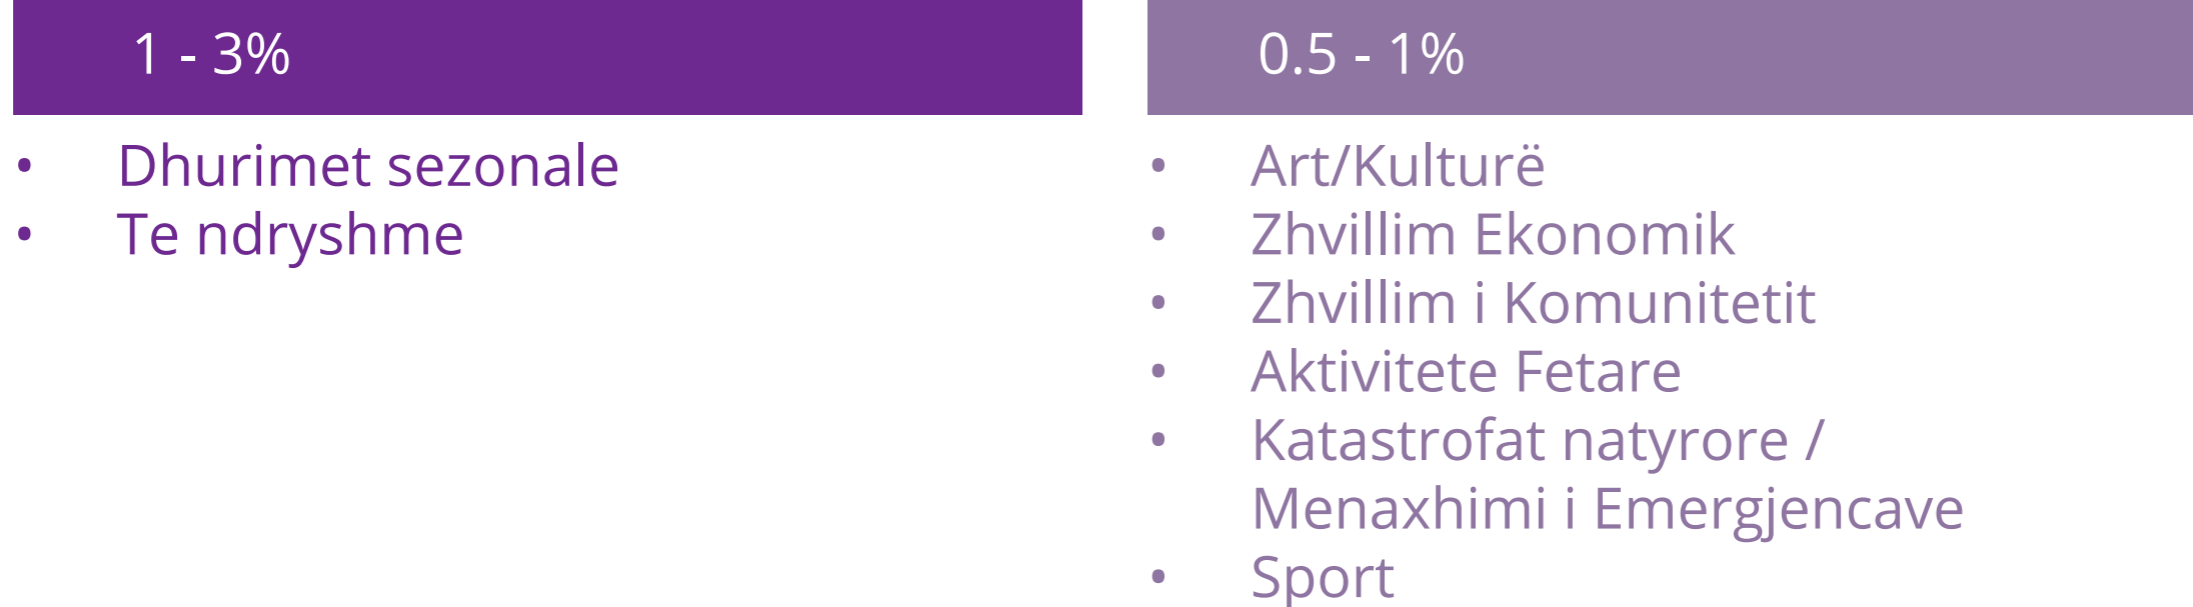 1 - 3%
• Dhurimet sezonale
• Te ndryshme
0.5 - 1%
• Art/Kulturë
• Zhvillim Ekonomik
• Zhvillim i Komunitetit
• Aktivitete Fetare
• Katastrofat natyrore /
Menaxhimi i Emergjencave
• Sport